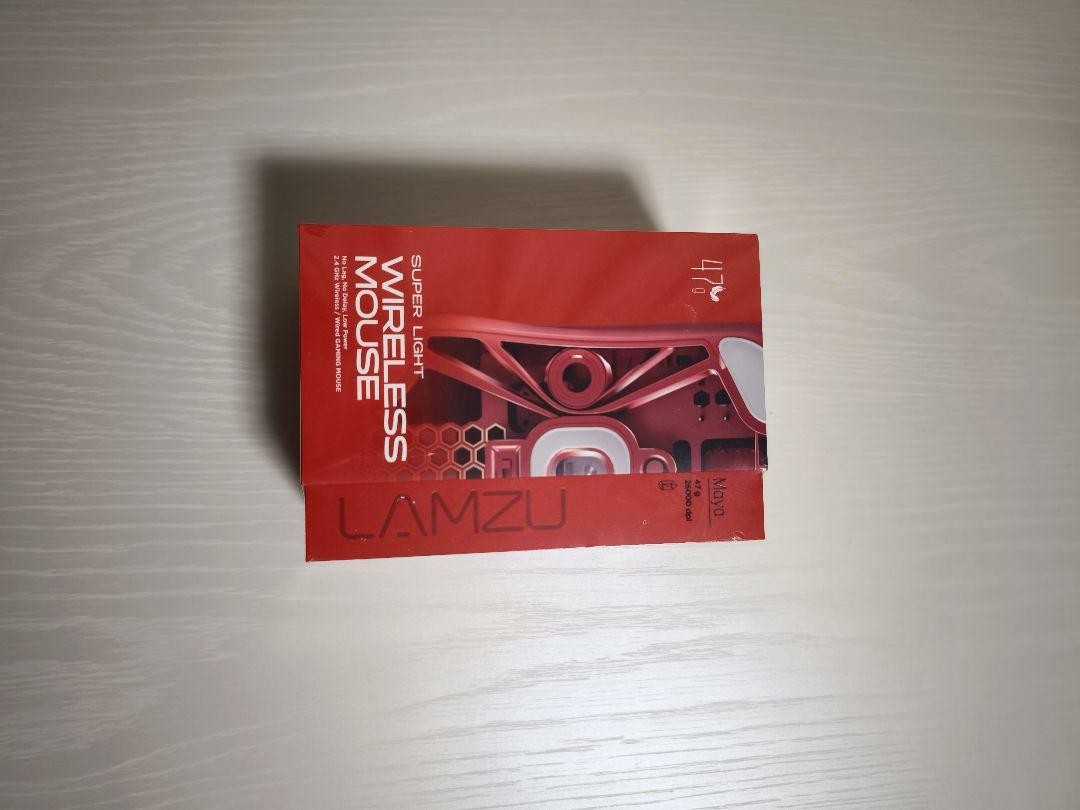 47
g
SUPER LIGHT
WIRELESS
MOUSE
No Lag, No Delay, Low Power
2.4 GHz Wireless / Wired GAMING MOUSE
Maya
47 g
26000 dpi
LAMZU